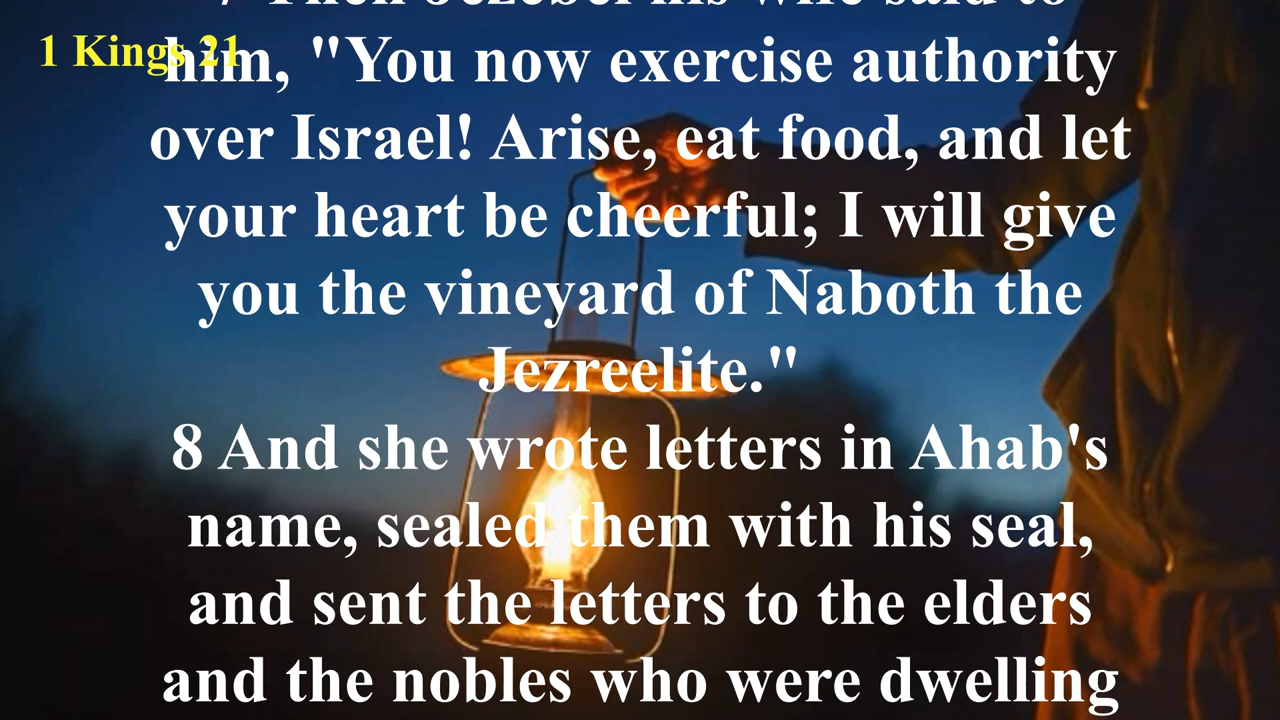 7 Then Jezebel his wife said to
1 Kings 21
him, "You now exercise authority
over Israel! Arise, eat food, and let
your heart be cheerful; I will give
you the vineyard of Naboth the
Jezreelite."
8 And she wrote letters in Ahab's
name, sealed them with his seal,
and sent the letters to the elders
and the nobles who were dwelling